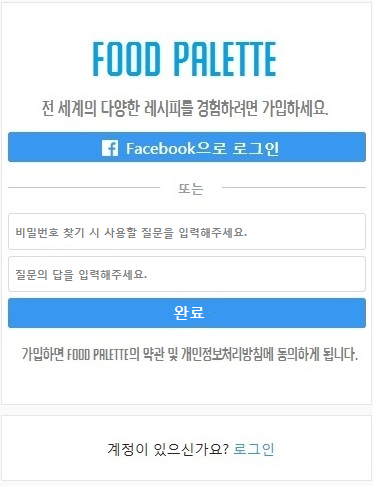 FOOD PALETTE
전 세계의 다양한 레시피를 경험하려면 가입하세요.
Facebook으로 로그인
또는
비밀번호 찾기 시 사용할 질문을 입력해주세요.
질문의 답을 입력해주세요.
완료
가입하면 FOOD PALETTE의 약관 및 개인정보처리방침에 동의하게 됩니다.
계정이 있으신가요? 로그인